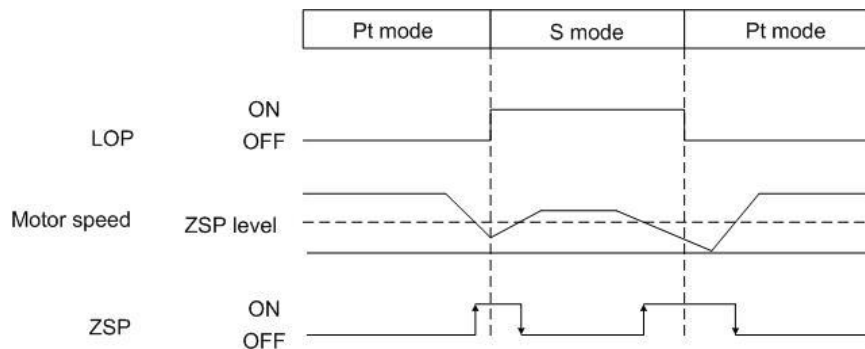 Pt mode S mode Pt mode
ON
LOP OFF
Motor speed ZSP level
ON
ZSP OFF